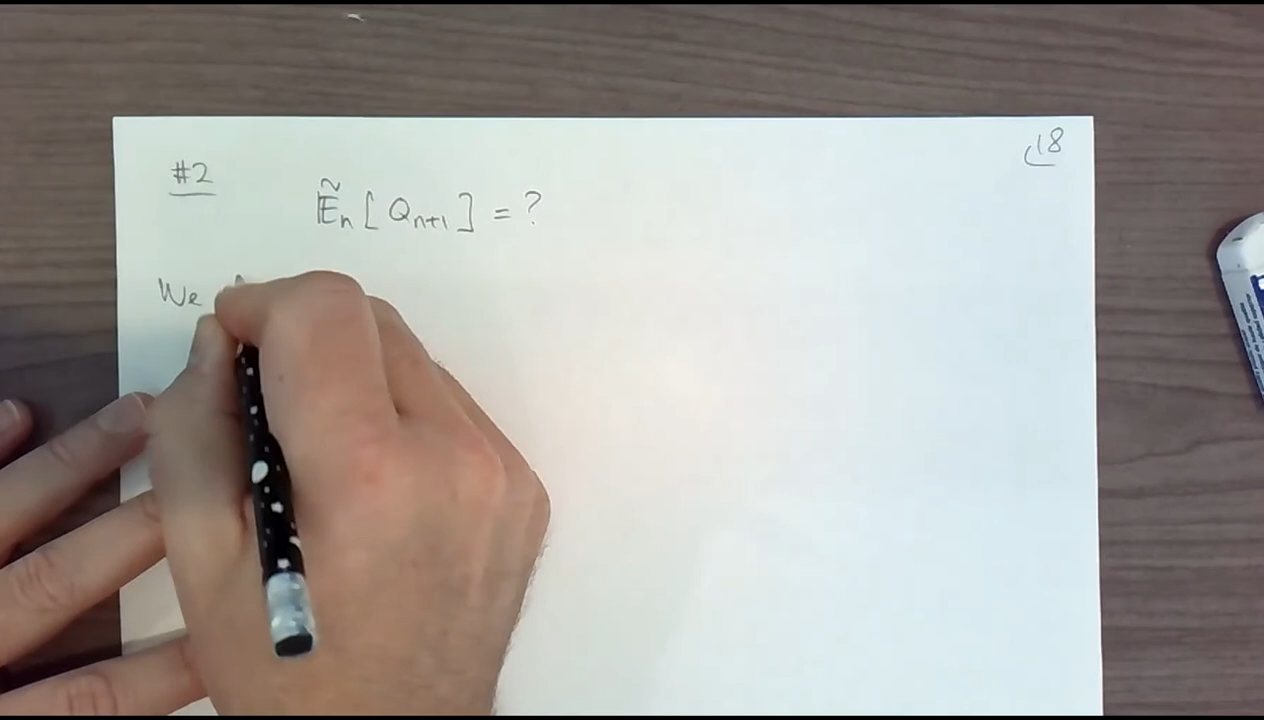 18
#2
Ẽₙ [ Qₙ₊₁ ] = ?
We